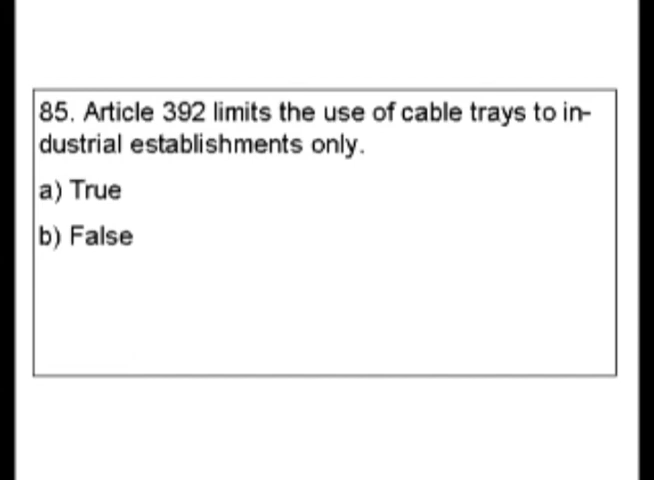 85. Article 392 limits the use of cable trays to in-
dustrial establishments only.
a) True
b) False